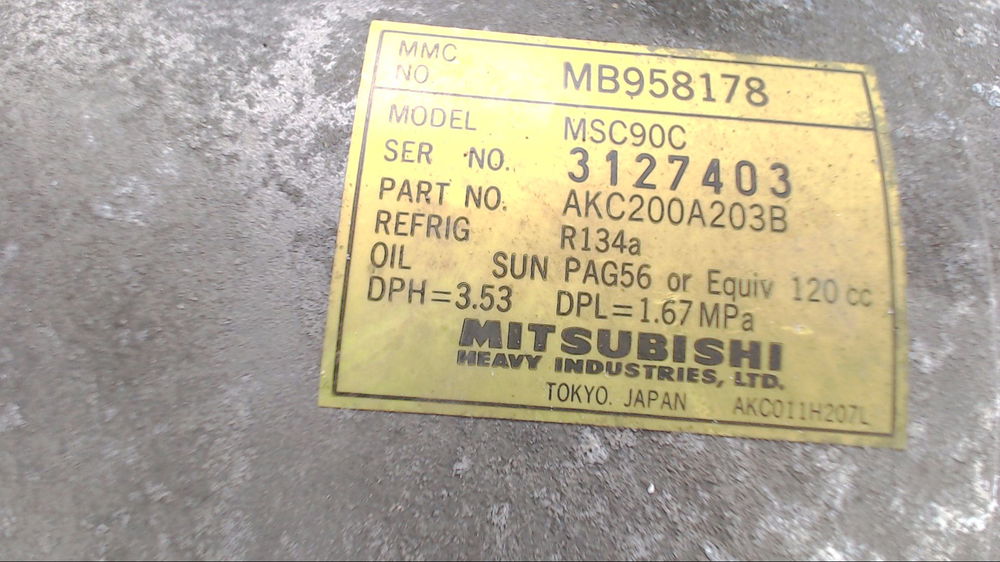 MMC NO. MB958178
MODEL MSC90C
SER NO. 3127403
PART NO. AKC200A203B
REFRIG R134a
OIL SUN PAG56 or Equiv 120 cc
DPH=3.53 DPL=1.67 MPa
MITSUBISHI
HEAVY INDUSTRIES, LTD.
TOKYO. JAPAN AKC011H207L